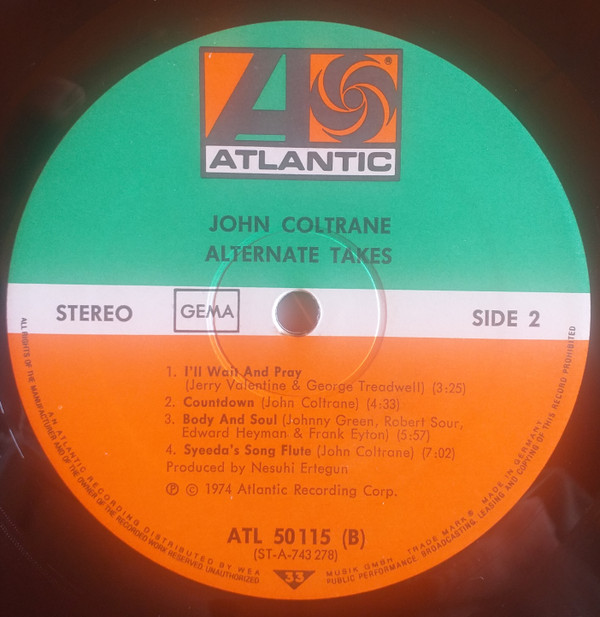 ®
ATLANTIC
JOHN COLTRANE
ALTERNATE TAKES
STEREO
GEMA
SIDE 2
1. I'll Wait And Pray
(Jerry Valentine & George Treadwell) (3:25)
2. Countdown (John Coltrane) (4:33)
3. Body And Soul (Johnny Green, Robert Sour,
Edward Heyman & Frank Eyton) (5:57)
4. Syeeda's Song Flute (John Coltrane) (7:02)
Produced by Nesuhi Ertegun
℗ © 1974 Atlantic Recording Corp.
ATL 50115 (B)
(ST-A-743 278)
33
AN ATLANTIC RECORDING DISTRIBUTED BY WEA MUSIK GMBH. TRADE MARKS MADE IN GERMANY
ALL RIGHTS OF THE MANUFACTURER AND OF THE OWNER OF THE RECORDED WORK RESERVED. UNAUTHORIZED PUBLIC PERFORMANCE, BROADCASTING, LEASING AND COPYING OF THIS RECORD PROHIBITED